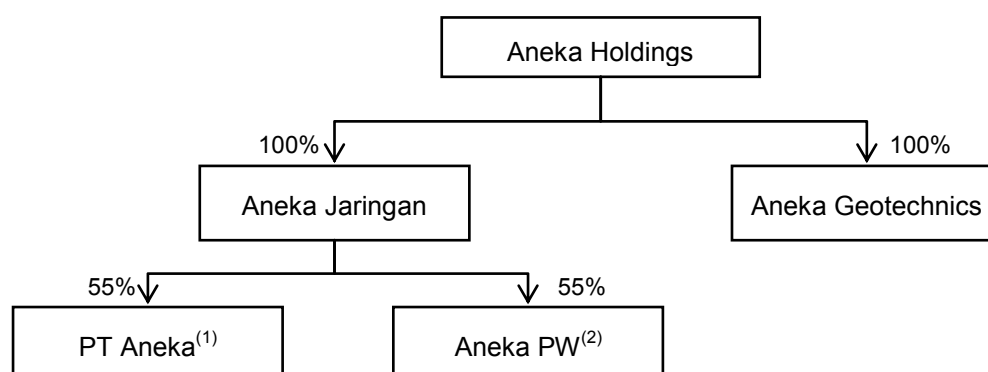 Aneka Holdings
100%
100%
Aneka Jaringan
Aneka Geotechnics
55%
55%
PT Aneka(1)
Aneka PW(2)